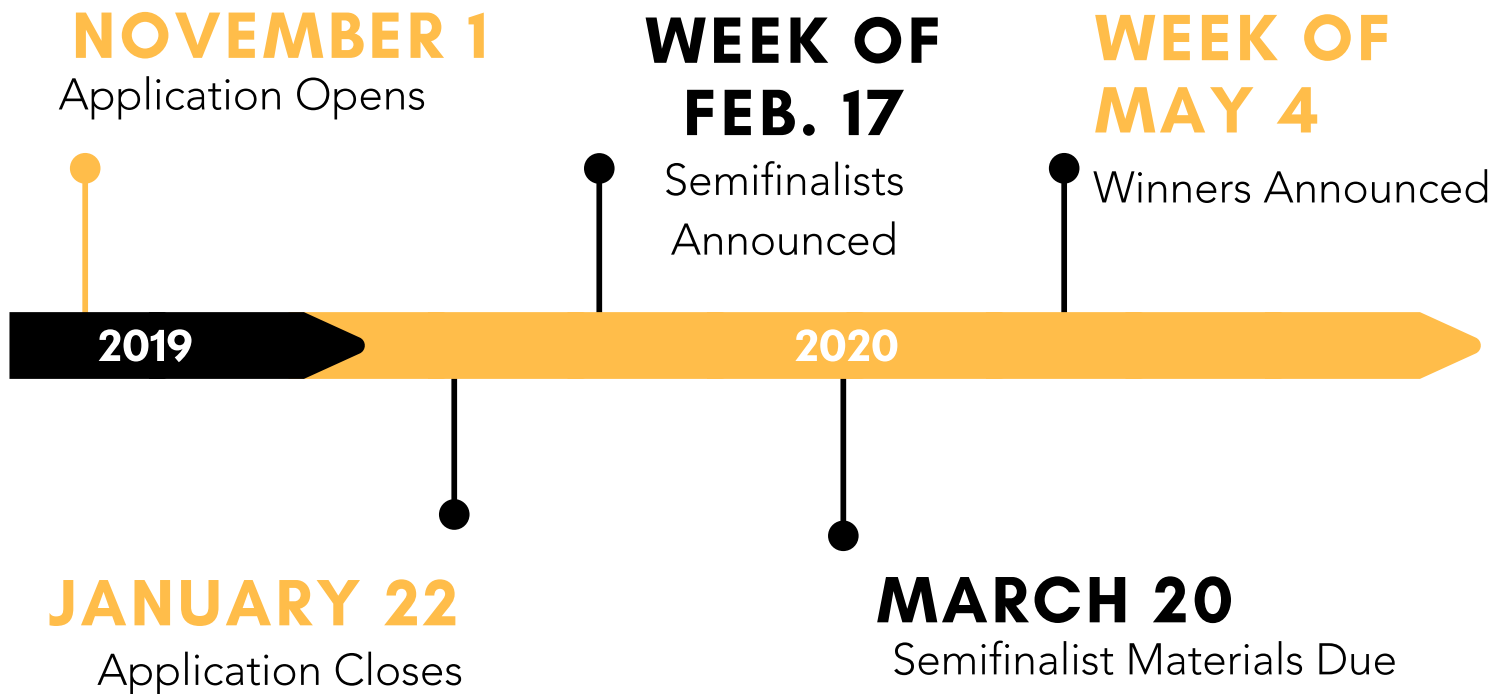 NOVEMBER 1
Application Opens
WEEK OF
FEB. 17
Semifinalists
Announced
WEEK OF
MAY 4
Winners Announced
2019
2020
JANUARY 22
Application Closes
MARCH 20
Semifinalist Materials Due